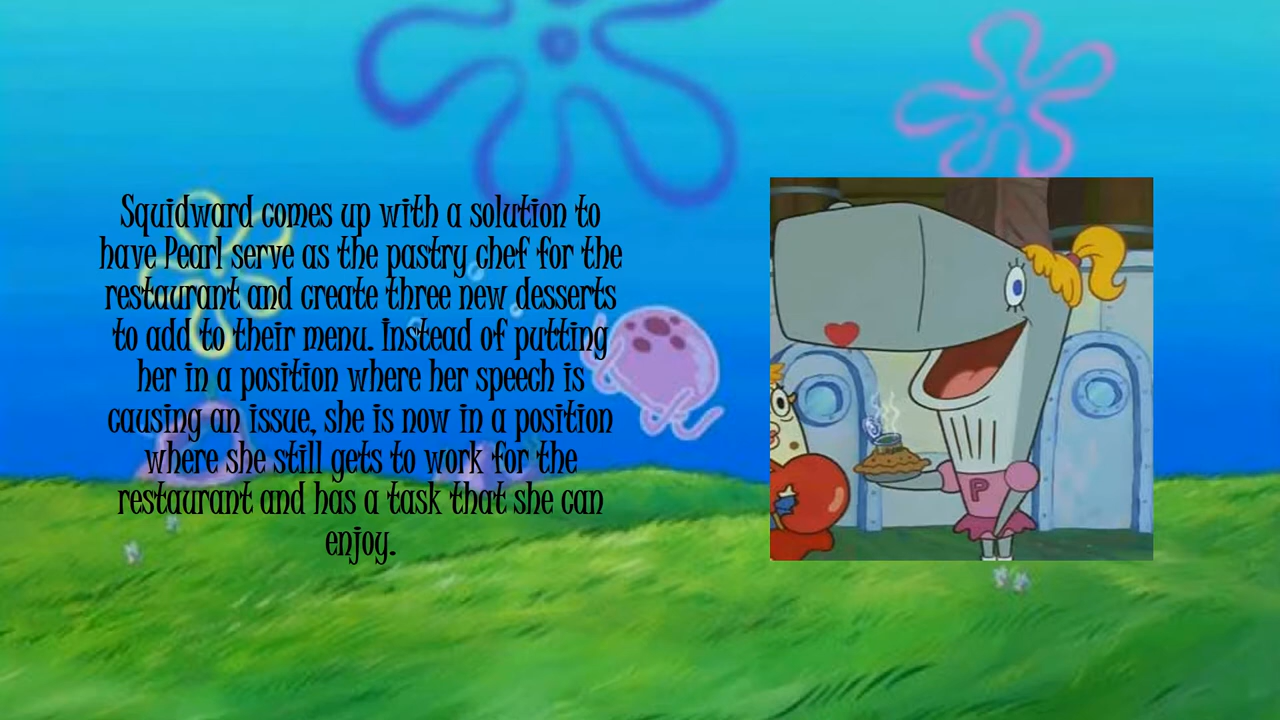 Squidward comes up with a solution to
have Pearl serve as the pastry chef for the
restaurant and create three new desserts
to add to their menu. Instead of putting
her in a position where her speech is
causing an issue, she is now in a position
where she still gets to work for the
restaurant and has a task that she can
enjoy.
P